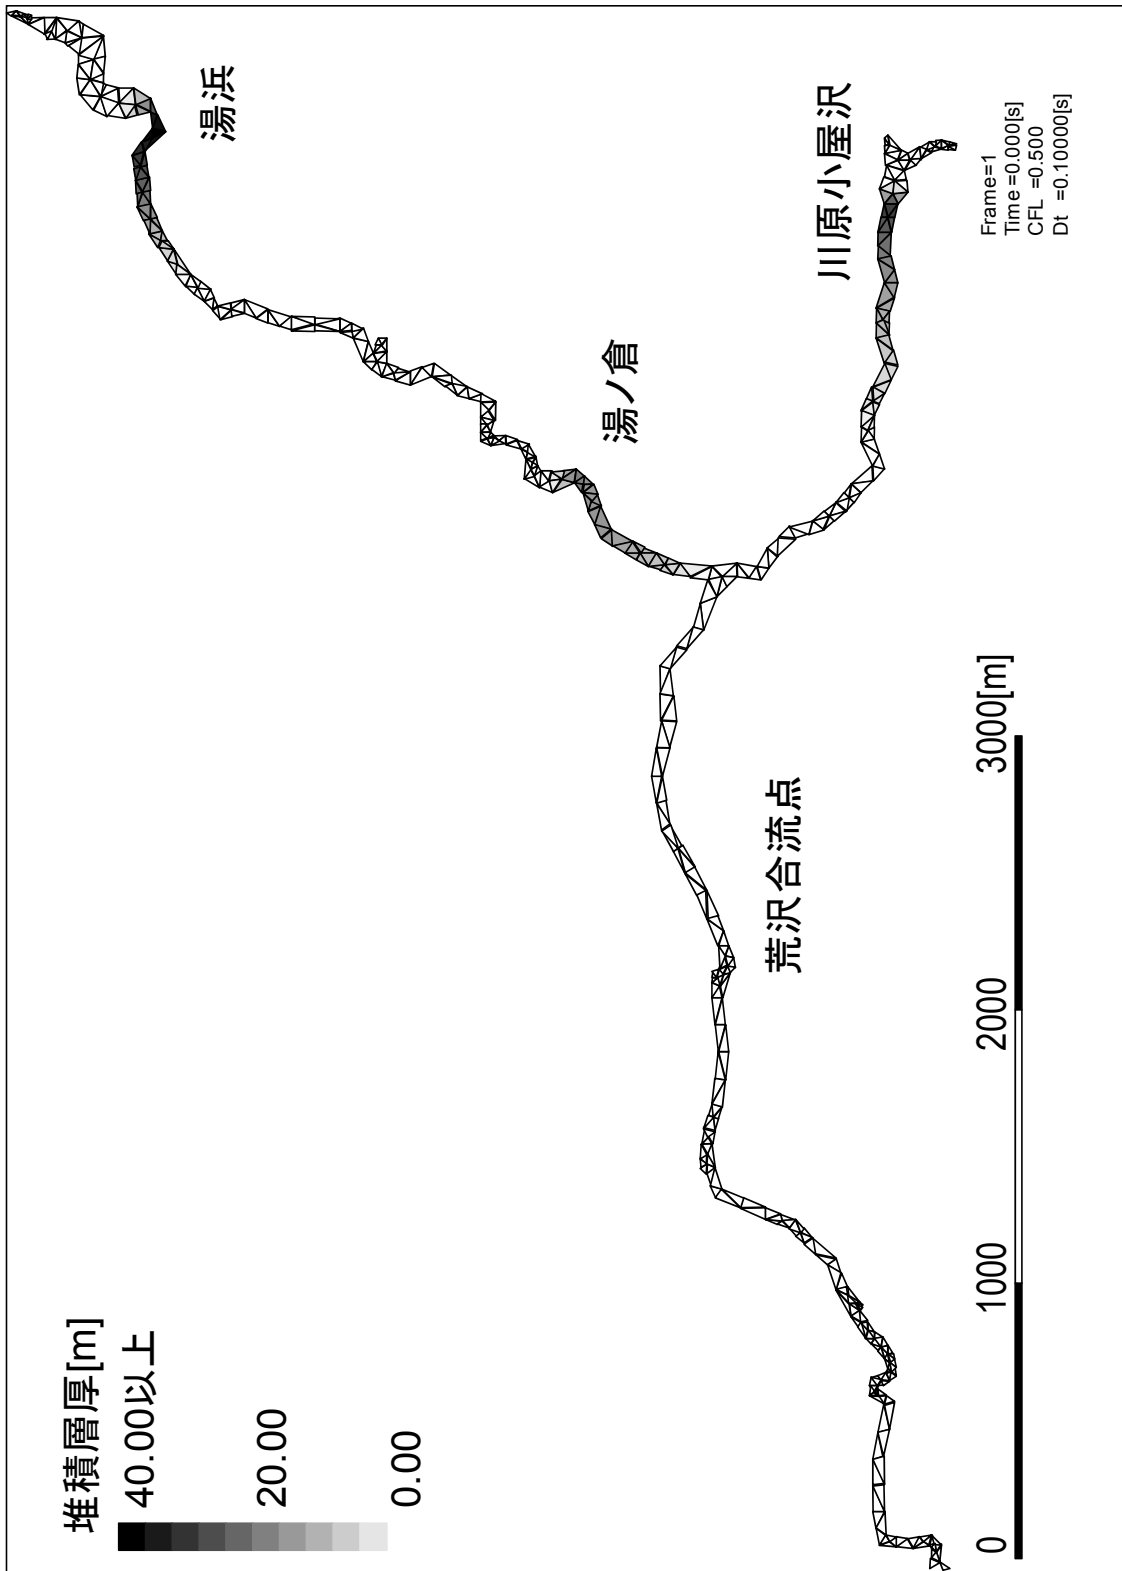 堆積層厚[m]
40.00以上
20.00
0.00
湯浜
湯ノ倉
川原小屋沢
荒沢合流点
Frame=1
Time =0.000[s]
CFL =0.500
Dt =0.10000[s]
0
1000
2000
3000[m]